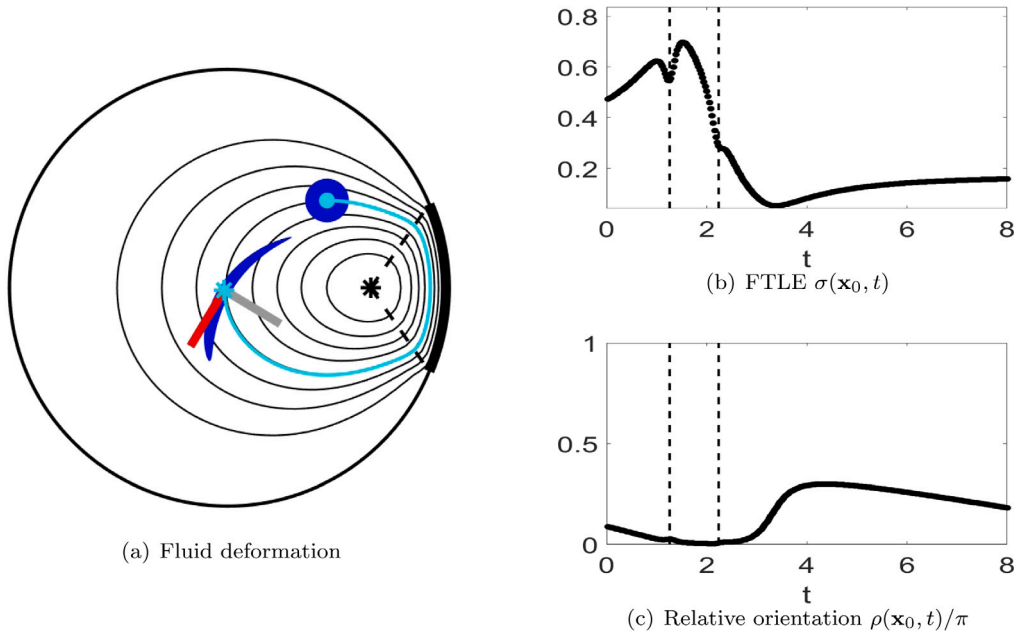 (a) Fluid deformation
0.8
0.6
0.4
0.2
0 2 4 6 8
t
(b) FTLE σ(x₀, t)
1
0.5
0
0 2 4 6 8
t
(c) Relative orientation ρ(x₀, t)/π